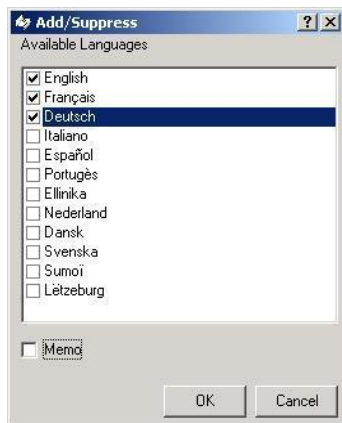 Add/Suppress
Available Languages
English
Français
Deutsch
Italiano
Español
Portugès
Ellinika
Nederland
Dansk
Svenska
Sumoï
Lëtzeburg
Memo
OK Cancel